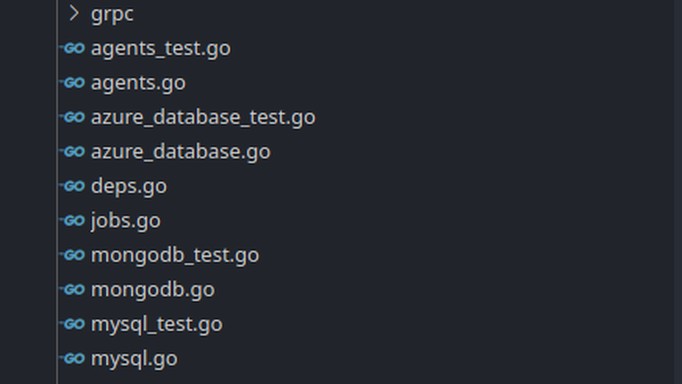 grpc
GO agents_test.go
GO agents.go
GO azure_database_test.go
GO azure_database.go
GO deps.go
GO jobs.go
GO mongodb_test.go
GO mongodb.go
GO mysql_test.go
GO mysql.go